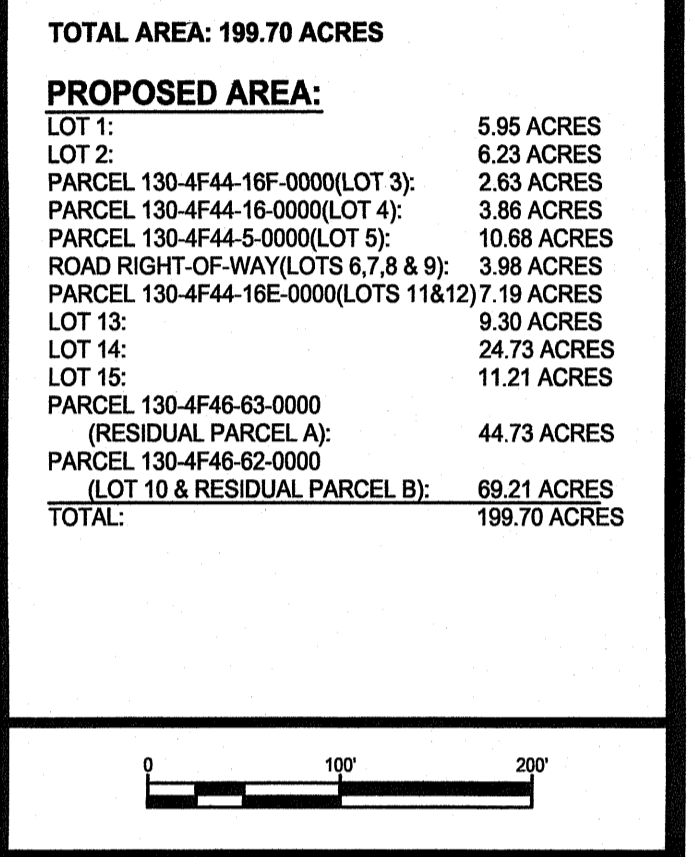 TOTAL AREA: 199.70 ACRES
PROPOSED AREA:
LOT 1: 5.95 ACRES
LOT 2: 6.23 ACRES
PARCEL 130-4F44-16F-0000(LOT 3): 2.63 ACRES
PARCEL 130-4F44-16-0000(LOT 4): 3.86 ACRES
PARCEL 130-4F44-5-0000(LOT 5): 10.68 ACRES
ROAD RIGHT-OF-WAY(LOTS 6,7,8 & 9): 3.98 ACRES
PARCEL 130-4F44-16E-0000(LOTS 11&12) 7.19 ACRES
LOT 13: 9.30 ACRES
LOT 14: 24.73 ACRES
LOT 15: 11.21 ACRES
PARCEL 130-4F46-63-0000
(RESIDUAL PARCEL A): 44.73 ACRES
PARCEL 130-4F46-62-0000
(LOT 10 & RESIDUAL PARCEL B): 69.21 ACRES
TOTAL: 199.70 ACRES
0 100' 200'